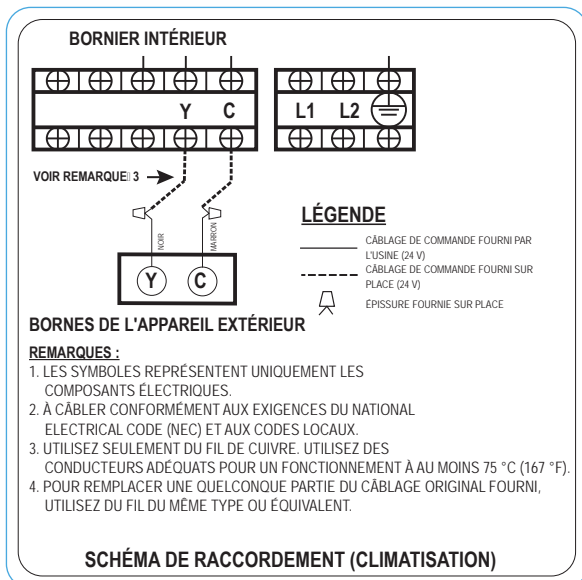 BORNIER INTÉRIEUR
Y C L1 L2
VOIR REMARQUE 3
NOIR
MARRON
Y C
BORNES DE L'APPAREIL EXTÉRIEUR
LÉGENDE
CÂBLAGE DE COMMANDE FOURNI PAR
L'USINE (24 V)
CÂBLAGE DE COMMANDE FOURNI SUR
PLACE (24 V)
ÉPISSURE FOURNIE SUR PLACE
REMARQUES :
1. LES SYMBOLES REPRÉSENTENT UNIQUEMENT LES
COMPOSANTS ÉLECTRIQUES.
2. À CÂBLER CONFORMÉMENT AUX EXIGENCES DU NATIONAL
ELECTRICAL CODE (NEC) ET AUX CODES LOCAUX.
3. UTILISEZ SEULEMENT DU FIL DE CUIVRE. UTILISEZ DES
CONDUCTEURS ADÉQUATS POUR UN FONCTIONNEMENT À AU MOINS 75 °C (167 °F).
4. POUR REMPLACER UNE QUELCONQUE PARTIE DU CÂBLAGE ORIGINAL FOURNI,
UTILISEZ DU FIL DU MÊME TYPE OU ÉQUIVALENT.
SCHÉMA DE RACCORDEMENT (CLIMATISATION)